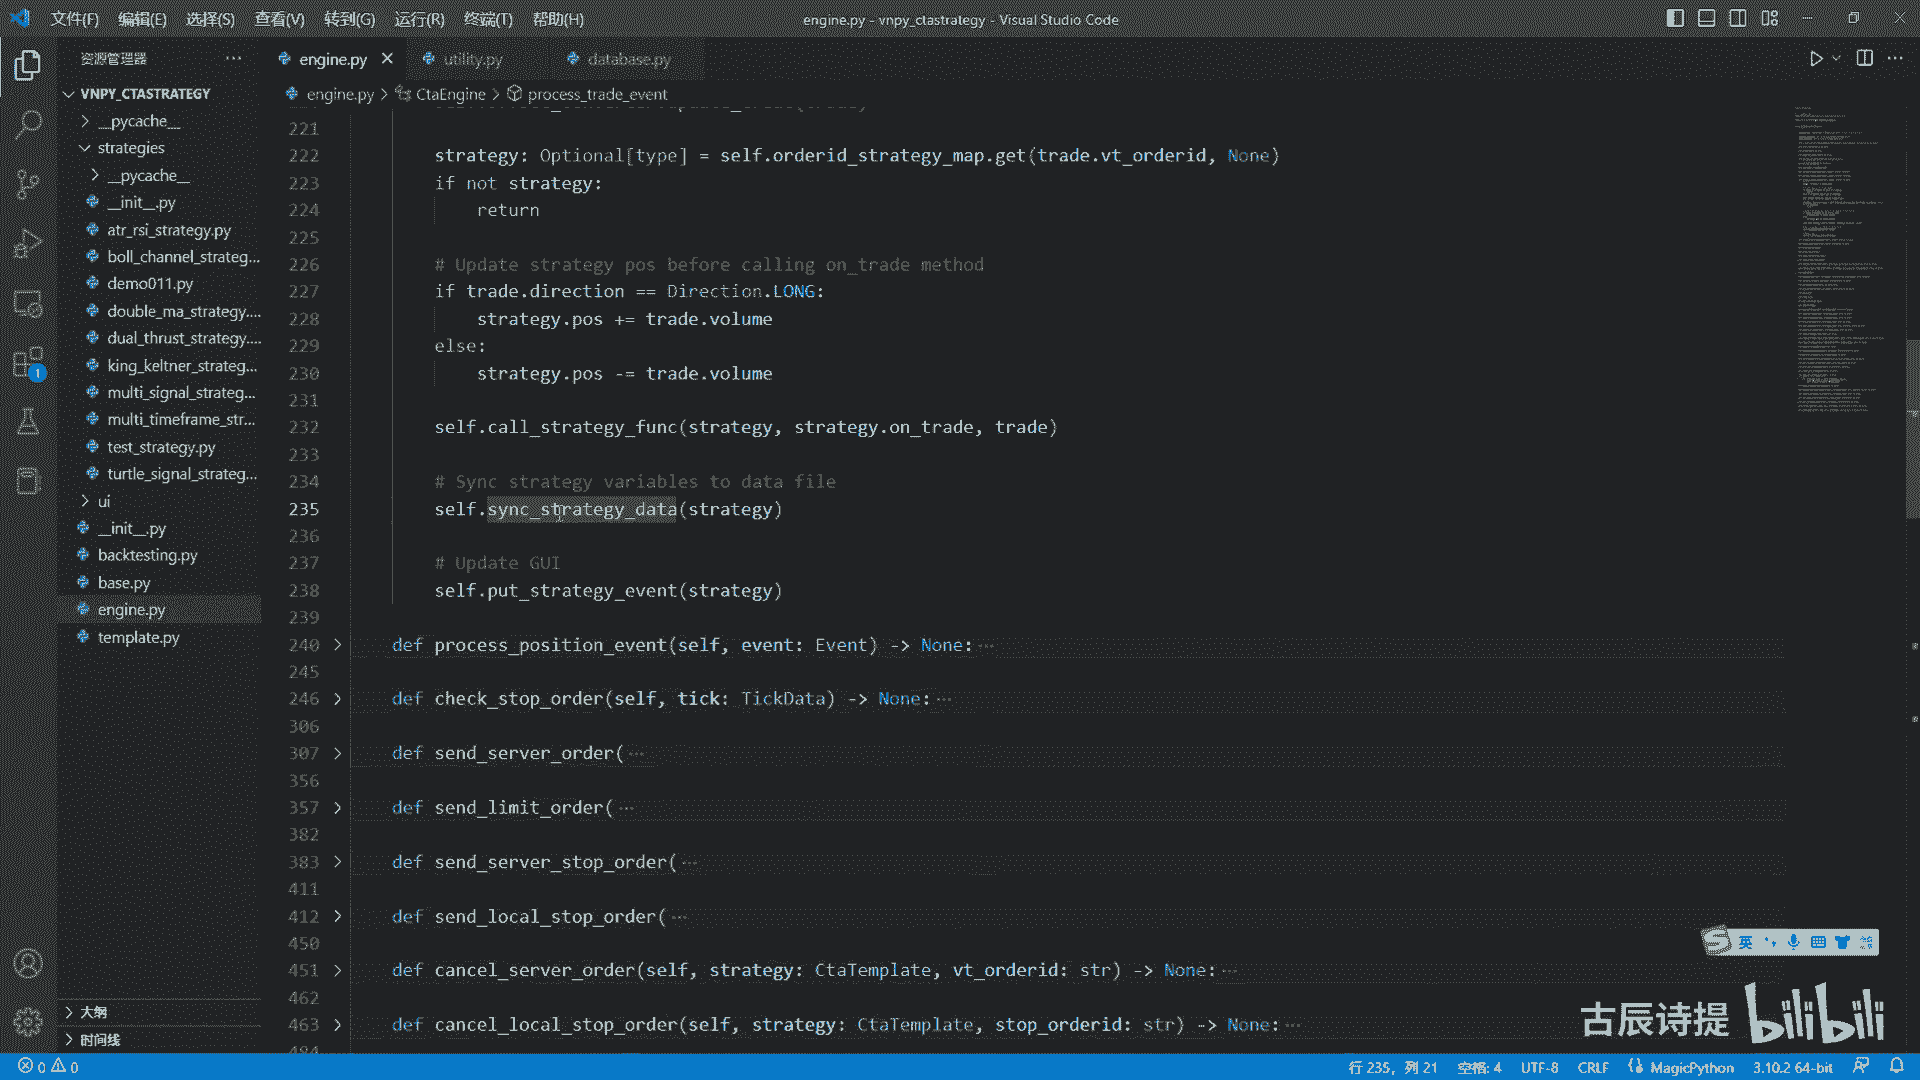 文件(F) 编辑(E) 选择(S) 查看(V) 转到(G) 运行(R) 终端(T) 帮助(H)
engine.py - vnpy_ctastrategy - Visual Studio Code
资源管理器
VNPY_CTASTRATEGY
__pycache__
strategies
__pycache__
__init__.py
atr_rsi_strategy.py
boll_channel_strateg...
demo011.py
double_ma_strategy....
dual_thrust_strategy....
king_keltner_strateg...
multi_signal_strateg...
multi_timeframe_str...
test_strategy.py
turtle_signal_strateg...
ui
__init__.py
backtesting.py
base.py
engine.py
template.py
大纲
时间线
1
engine.py utility.py database.py
engine.py > CtaEngine > process_trade_event
221
222 strategy: Optional[type] = self.orderid_strategy_map.get(trade.vt_orderid, None)
223 if not strategy:
224 return
225
226 # Update strategy pos before calling on_trade method
227 if trade.direction == Direction.LONG:
228 strategy.pos += trade.volume
229 else:
230 strategy.pos -= trade.volume
231
232 self.call_strategy_func(strategy, strategy.on_trade, trade)
233
234 # Sync strategy variables to data file
235 self.sync_strategy_data(strategy)
236
237 # Update GUI
238 self.put_strategy_event(strategy)
239
240 def process_position_event(self, event: Event) -> None:...
245
246 def check_stop_order(self, tick: TickData) -> None:...
306
307 def send_server_order(...
356
357 def send_limit_order(...
382
383 def send_server_stop_order(...
411
412 def send_local_stop_order(...
450
451 def cancel_server_order(self, strategy: CtaTemplate, vt_orderid: str) -> None:...
462
463 def cancel_local_stop_order(self, strategy: CtaTemplate, stop_orderid: str) -> None:...
英
古辰诗提 bilibili
0 0 行 235，列 21 空格: 4 UTF-8 CRLF MagicPython 3.10.2 64-bit